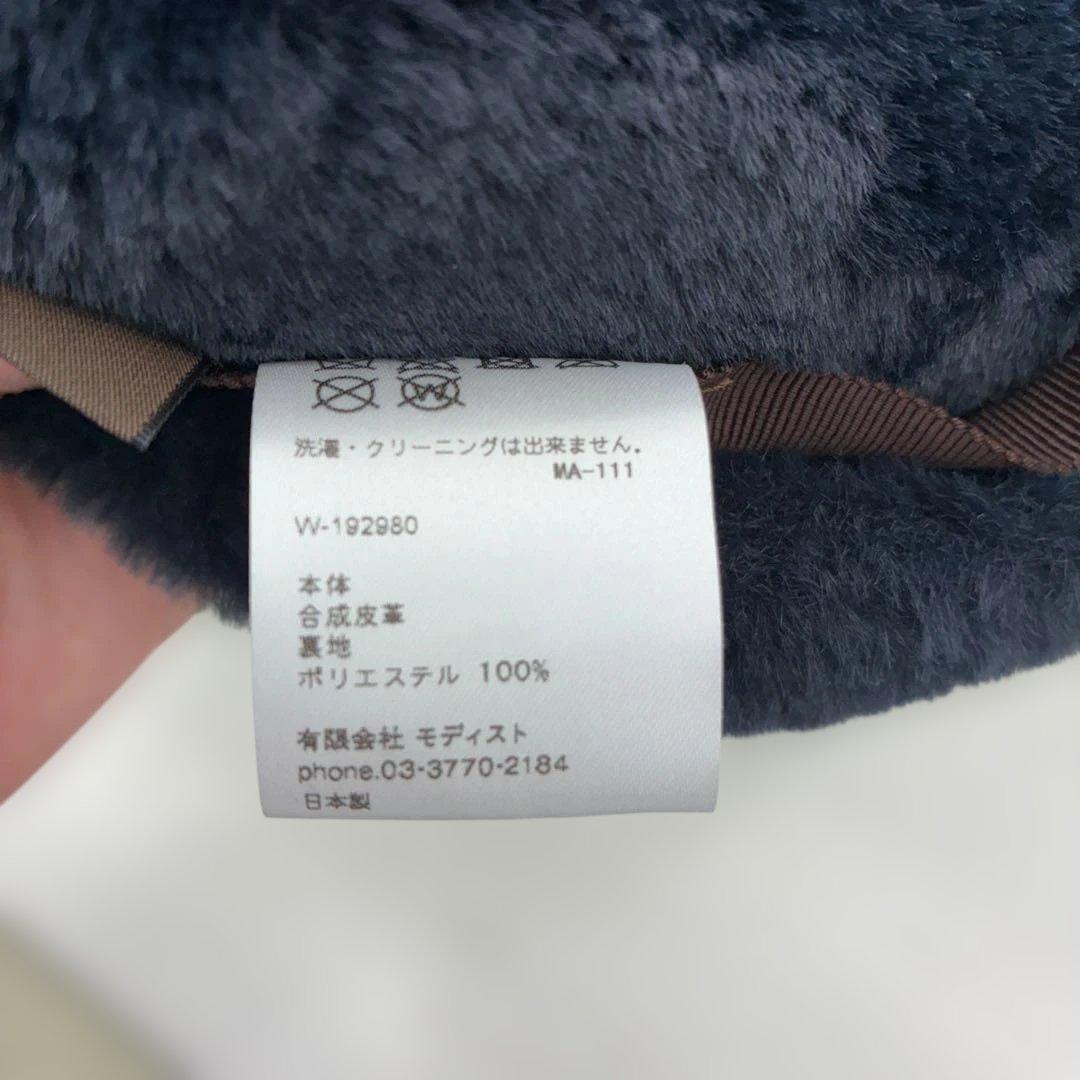 洗濯・クリーニングは出来ません。
MA-111
W-192980
本体
合成皮革
裏地
ポリエステル 100%
有限会社 モディスト
phone.03-3770-2184
日本製